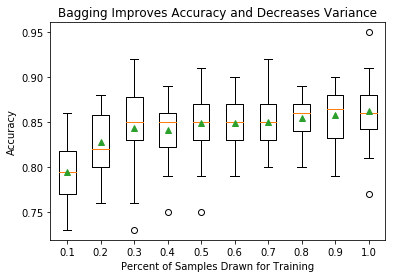 Bagging Improves Accuracy and Decreases Variance
0.95
0.90
0.85
0.80
0.75
Accuracy
0.1 0.2 0.3 0.4 0.5 0.6 0.7 0.8 0.9 1.0
Percent of Samples Drawn for Training